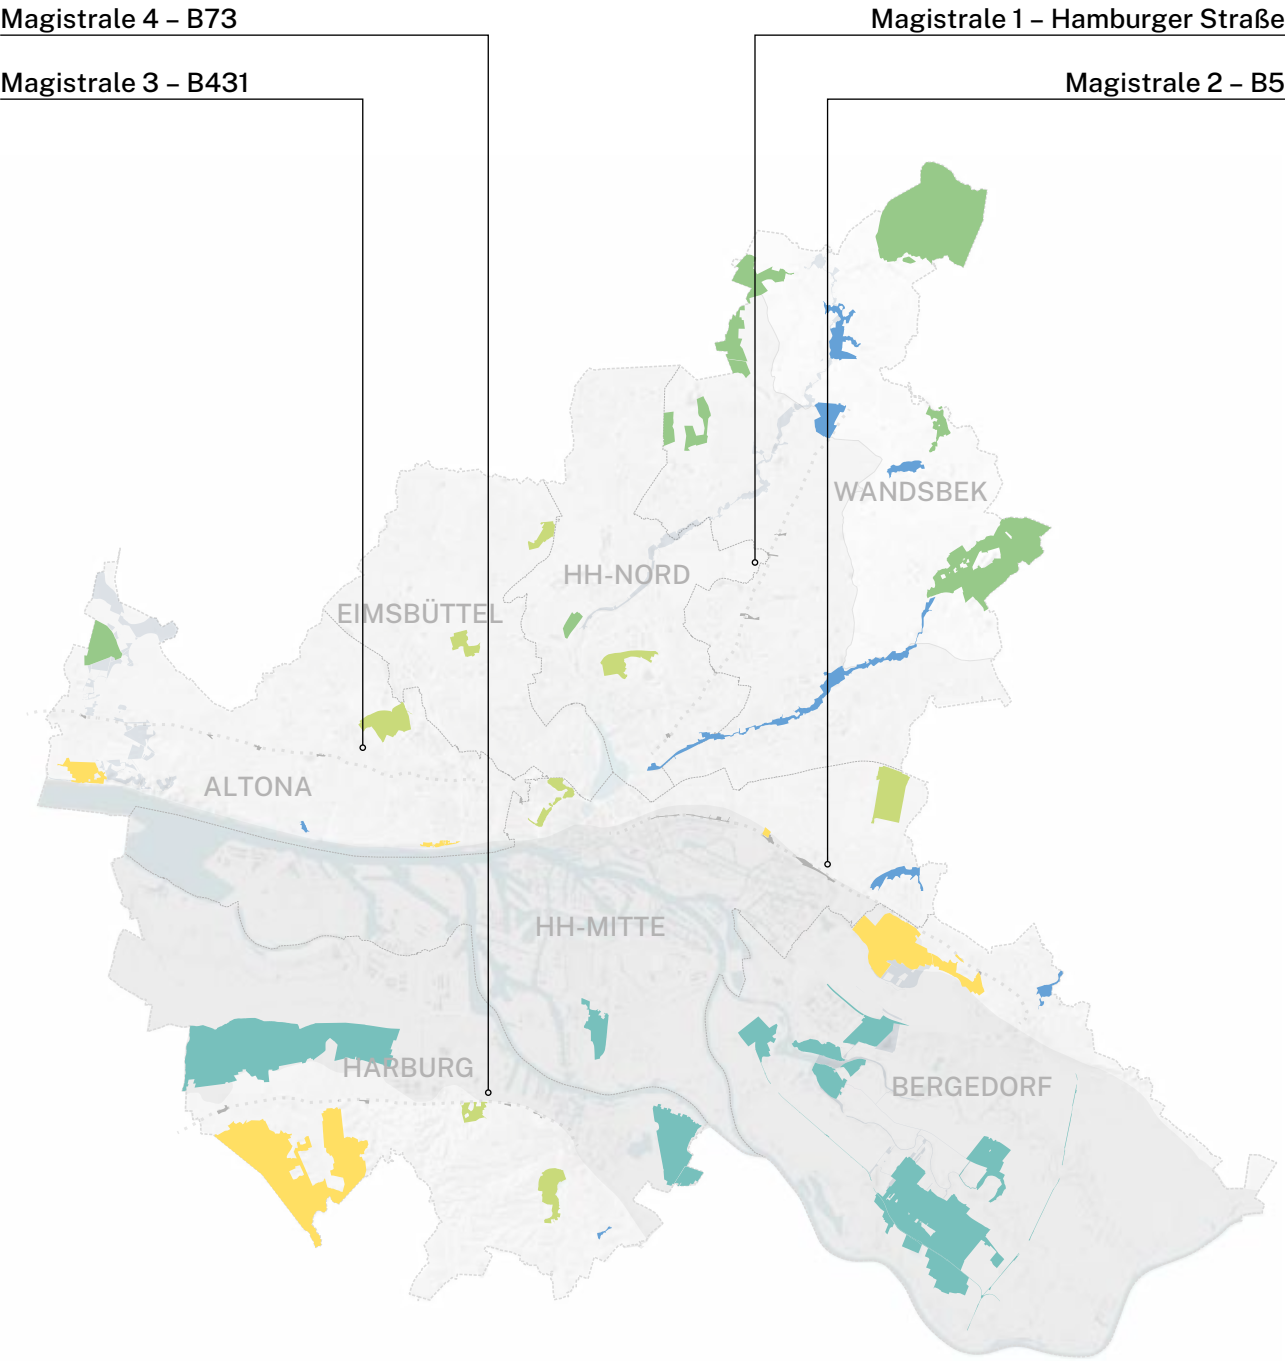 Magistrale 4 – B73
Magistrale 1 – Hamburger Straße
Magistrale 3 – B431
Magistrale 2 – B5
WANDSBEK
HH-NORD
EIMSBÜTTEL
ALTONA
HH-MITTE
HARBURG
BERGEDORF